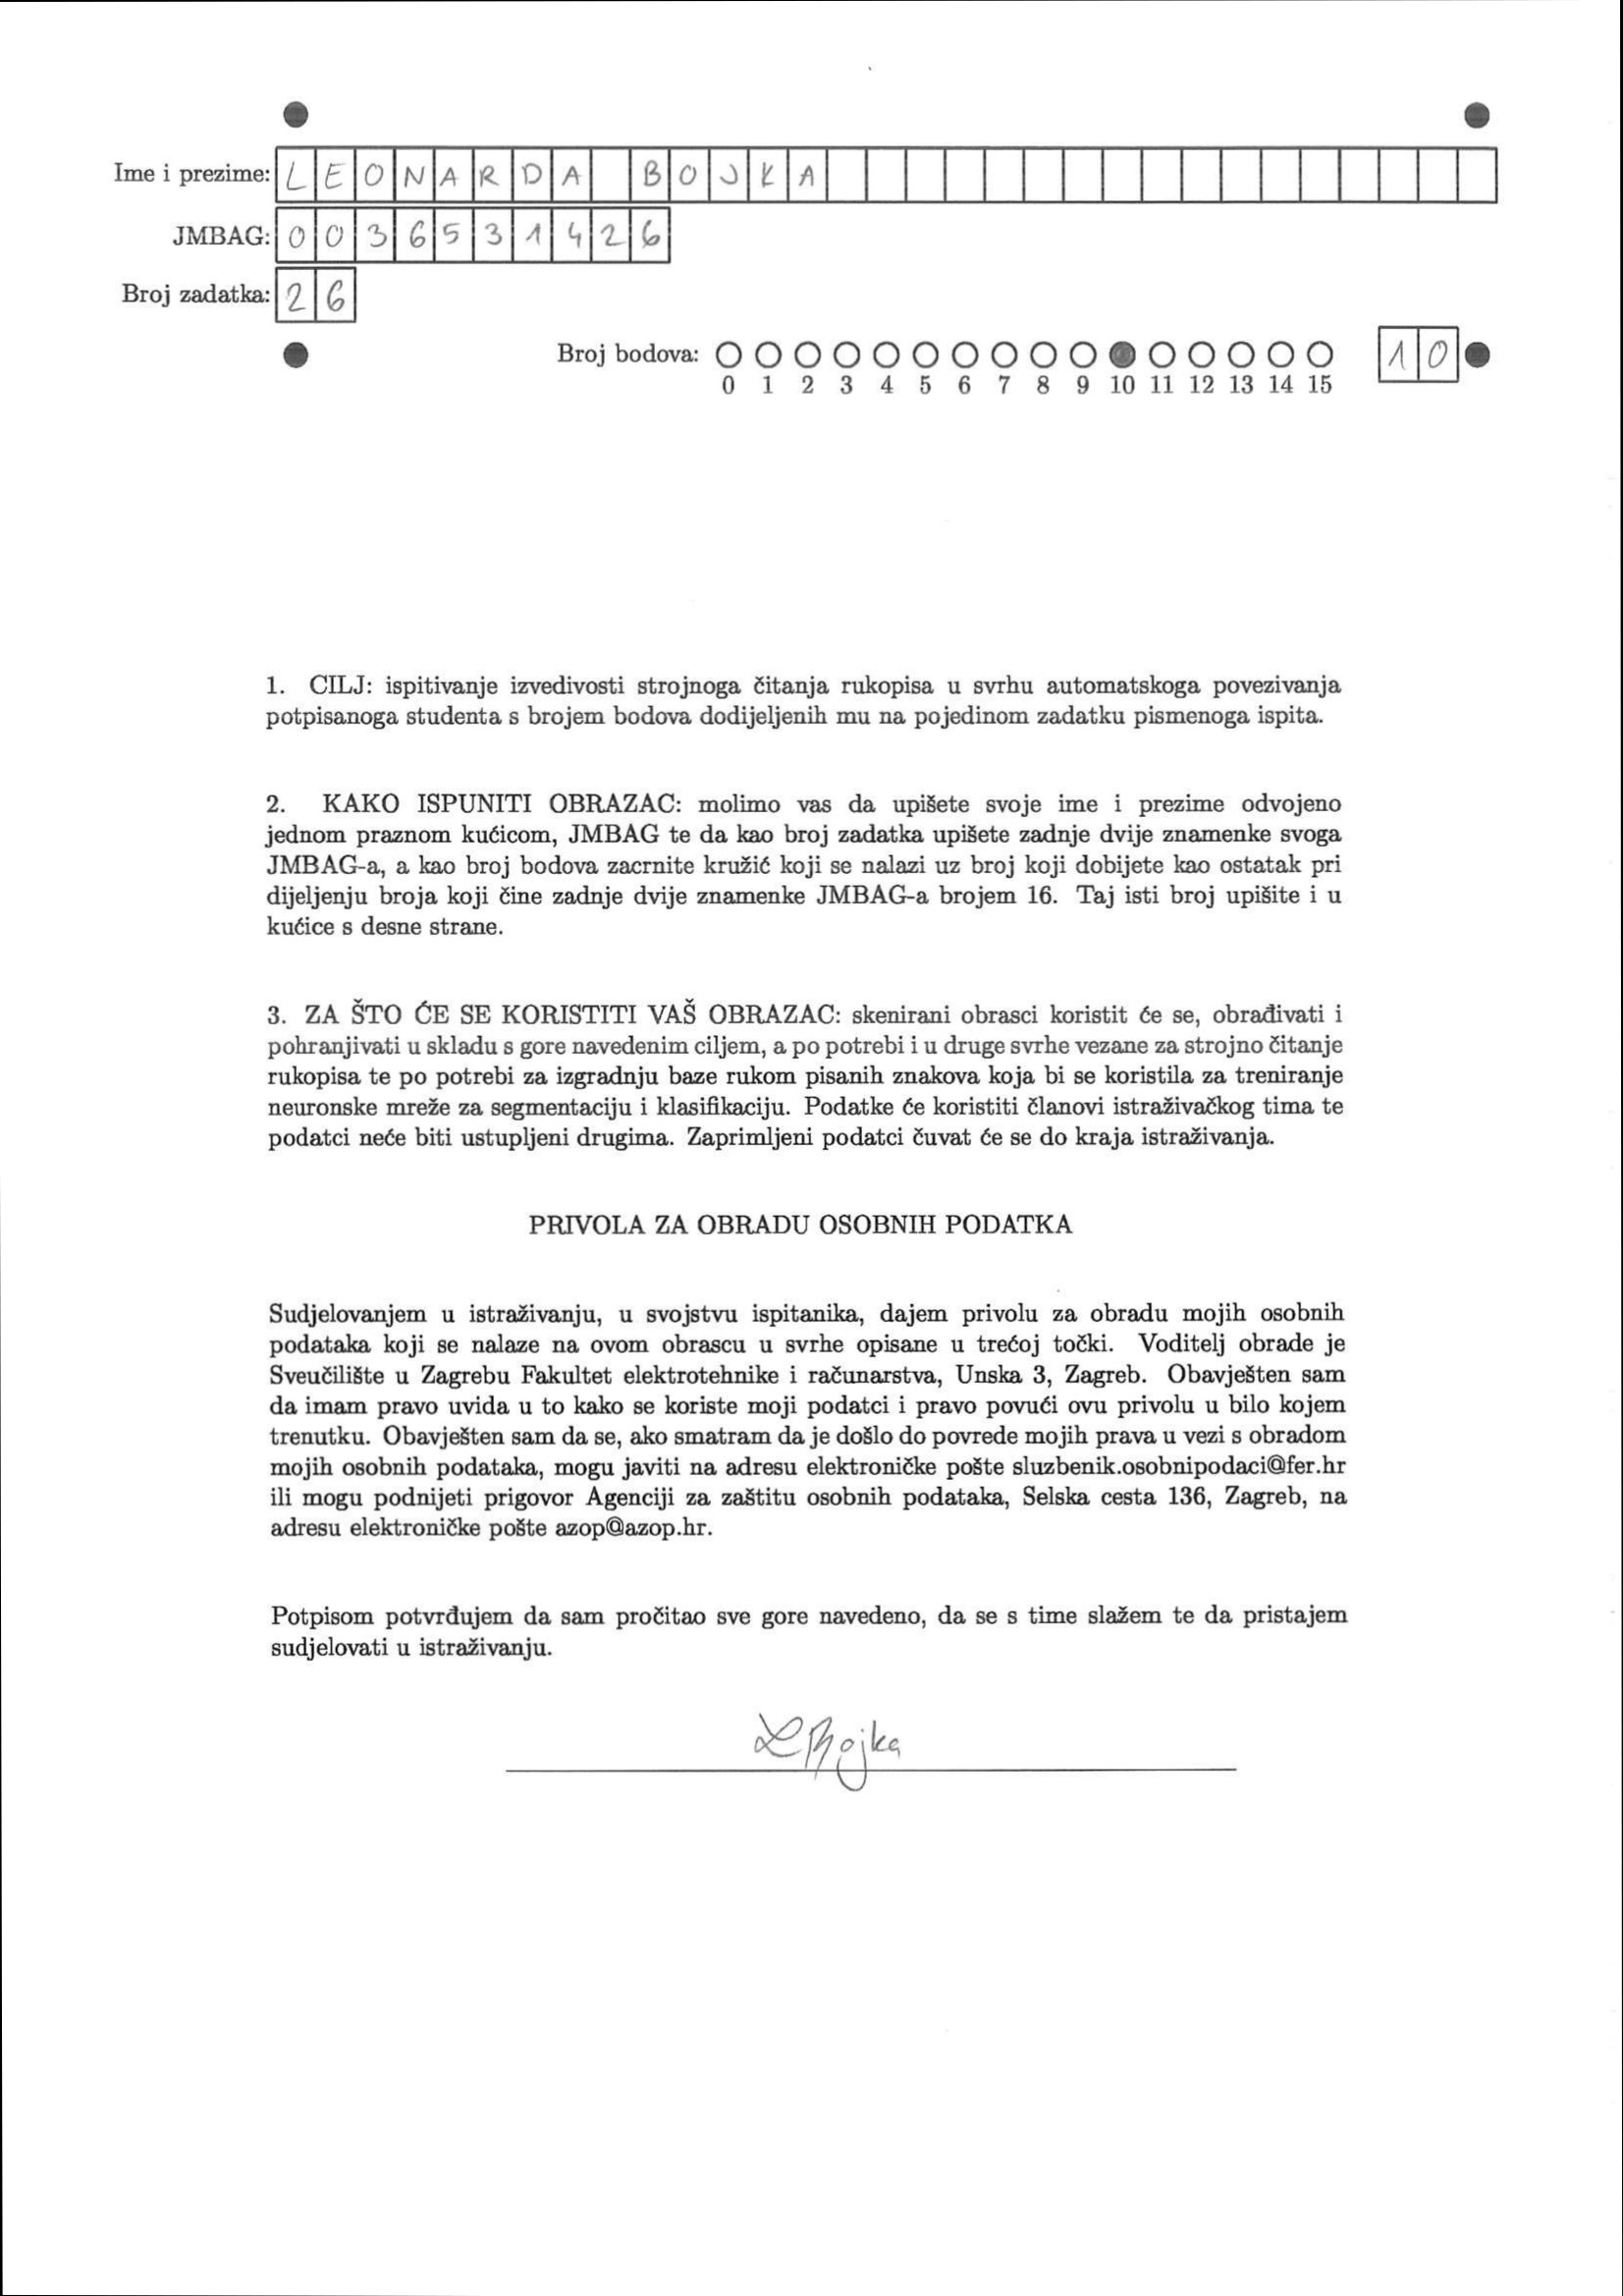 Ime i prezime: LEONARDA BOJKA
JMBAG: 0036531426
Broj zadatka: 26
Broj bodova: 10
0 1 2 3 4 5 6 7 8 9 10 11 12 13 14 15
1. CILJ: ispitivanje izvedivosti strojnoga čitanja rukopisa u svrhu automatskoga povezivanja
potpisanoga studenta s brojem bodova dodijeljenih mu na pojedinom zadatku pismenoga ispita.
2. KAKO ISPUNITI OBRAZAC: molimo vas da upišete svoje ime i prezime odvojeno
jednom praznom kućicom, JMBAG te da kao broj zadatka upišete zadnje dvije znamenke svoga
JMBAG-a, a kao broj bodova zacrnite kružić koji se nalazi uz broj koji dobijete kao ostatak pri
dijeljenju broja koji čine zadnje dvije znamenke JMBAG-a brojem 16. Taj isti broj upišite i u
kućice s desne strane.
3. ZA ŠTO ĆE SE KORISTITI VAŠ OBRAZAC: skenirani obrasci koristit će se, obrađivati i
pohranjivati u skladu s gore navedenim ciljem, a po potrebi i u druge svrhe vezane za strojno čitanje
rukopisa te po potrebi za izgradnju baze rukom pisanih znakova koja bi se koristila za treniranje
neuronske mreže za segmentaciju i klasifikaciju. Podatke će koristiti članovi istraživačkog tima te
podatci neće biti ustupljeni drugima. Zaprimljeni podatci čuvat će se do kraja istraživanja.
PRIVOLA ZA OBRADU OSOBNIH PODATKA
Sudjelovanjem u istraživanju, u svojstvu ispitanika, dajem privolu za obradu mojih osobnih
podataka koji se nalaze na ovom obrascu u svrhe opisane u trećoj točki. Voditelj obrade je
Sveučilište u Zagrebu Fakultet elektrotehnike i računarstva, Unska 3, Zagreb. Obavješten sam
da imam pravo uvida u to kako se koriste moji podatci i pravo povući ovu privolu u bilo kojem
trenutku. Obavješten sam da se, ako smatram da je došlo do povrede mojih prava u vezi s obradom
mojih osobnih podataka, mogu javiti na adresu elektroničke pošte sluzbenik.osobnipodaci@fer.hr
ili mogu podnijeti prigovor Agenciji za zaštitu osobnih podataka, Selska cesta 136, Zagreb, na
adresu elektroničke pošte azop@azop.hr.
Potpisom potvrđujem da sam pročitao sve gore navedeno, da se s time slažem te da pristajem
sudjelovati u istraživanju.
LBojka